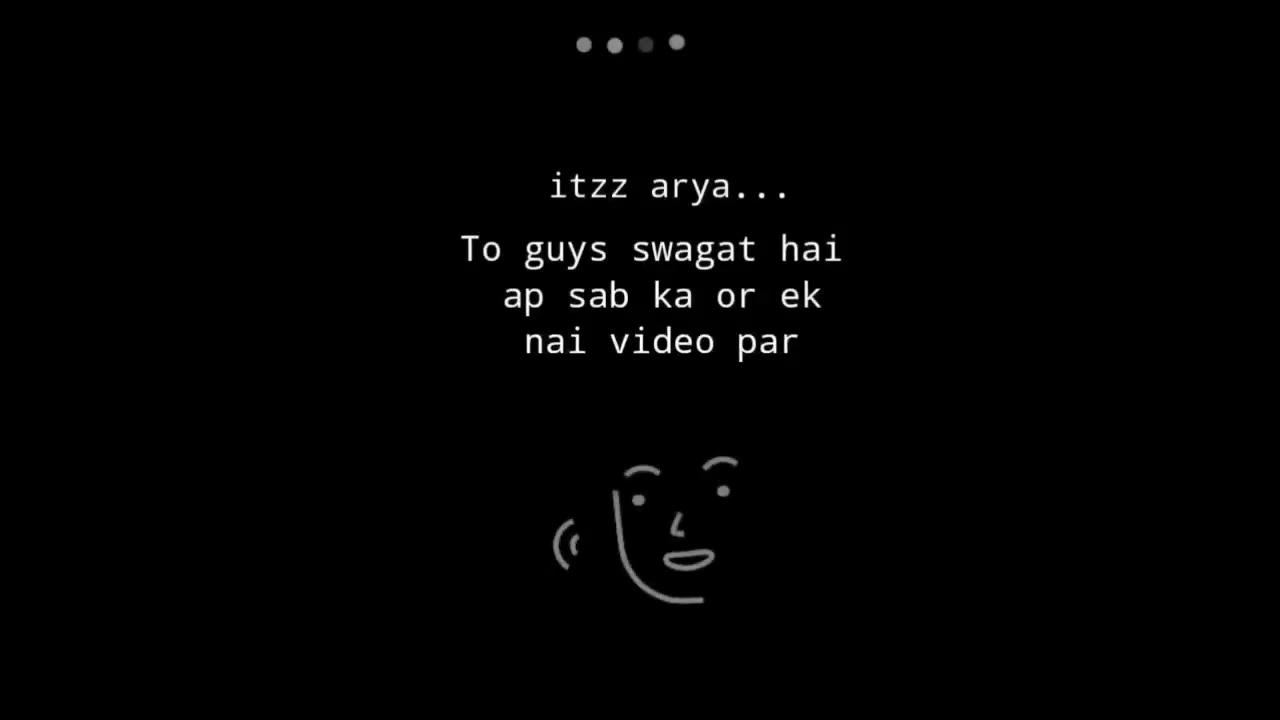 itzz arya...
To guys swagat hai
ap sab ka or ek
nai video par